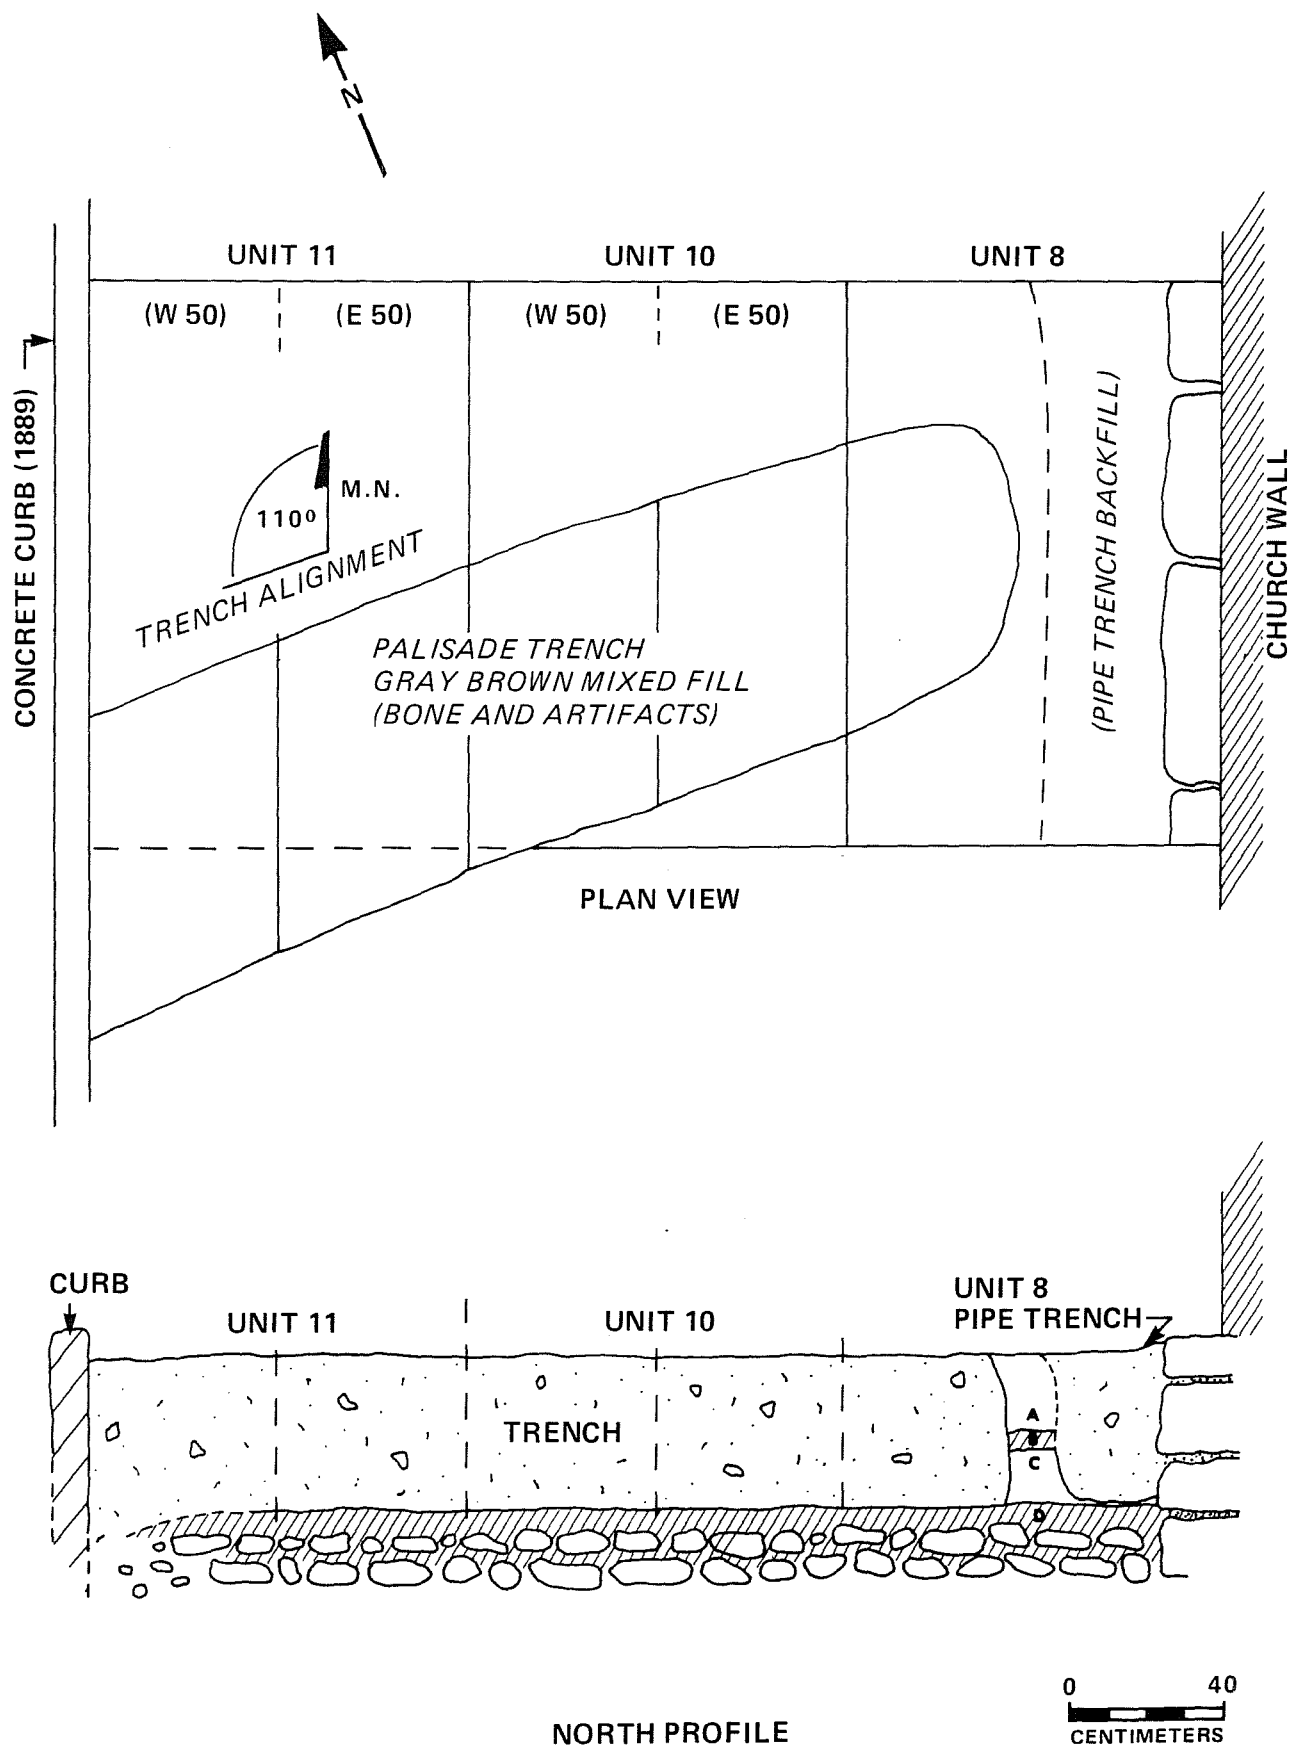 N
UNIT 11
UNIT 10
UNIT 8
(W 50)
(E 50)
(W 50)
(E 50)
CONCRETE CURB (1889)
M.N.
110°
TRENCH ALIGNMENT
PALISADE TRENCH
GRAY BROWN MIXED FILL
(BONE AND ARTIFACTS)
(PIPE TRENCH BACKFILL)
CHURCH WALL
PLAN VIEW
CURB
UNIT 11
UNIT 10
UNIT 8
PIPE TRENCH
TRENCH
A
B
C
D
0 40
CENTIMETERS
NORTH PROFILE